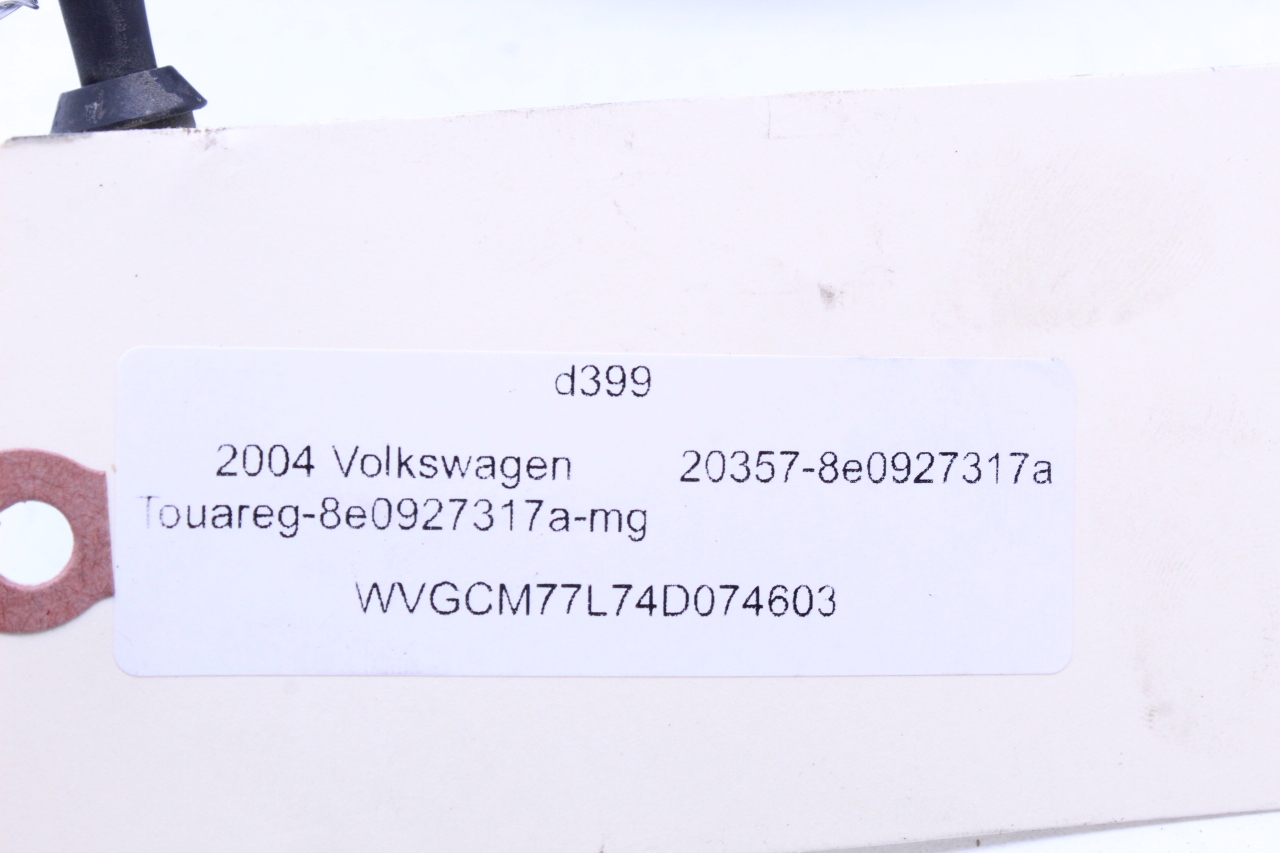 d399
2004 Volkswagen 20357-8e0927317a
Touareg-8e0927317a-mg
WVGCM77L74D074603